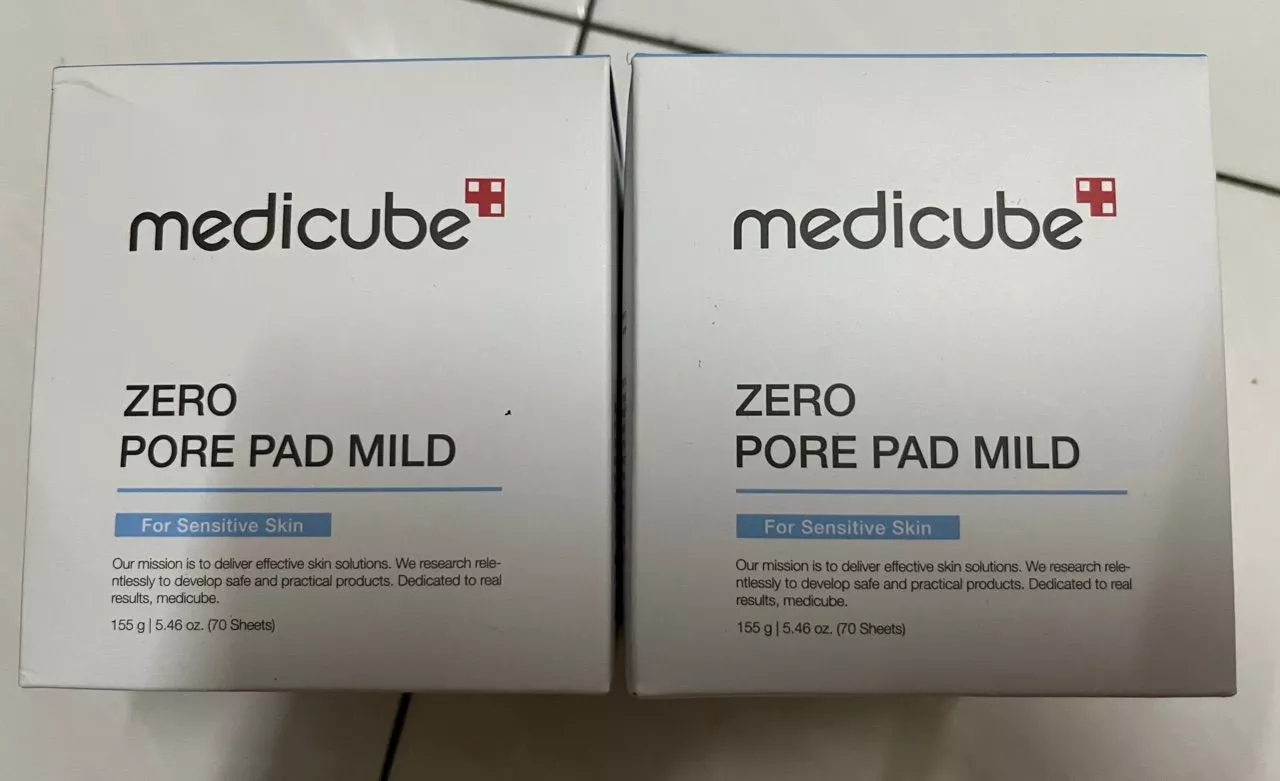 medicube
ZERO
PORE PAD MILD
For Sensitive Skin
Our mission is to deliver effective skin solutions. We research rele-
ntlessly to develop safe and practical products. Dedicated to real
results, medicube.
155 g | 5.46 oz. (70 Sheets)
medicube
ZERO
PORE PAD MILD
For Sensitive Skin
Our mission is to deliver effective skin solutions. We research rele-
ntlessly to develop safe and practical products. Dedicated to real
results, medicube.
155 g | 5.46 oz. (70 Sheets)